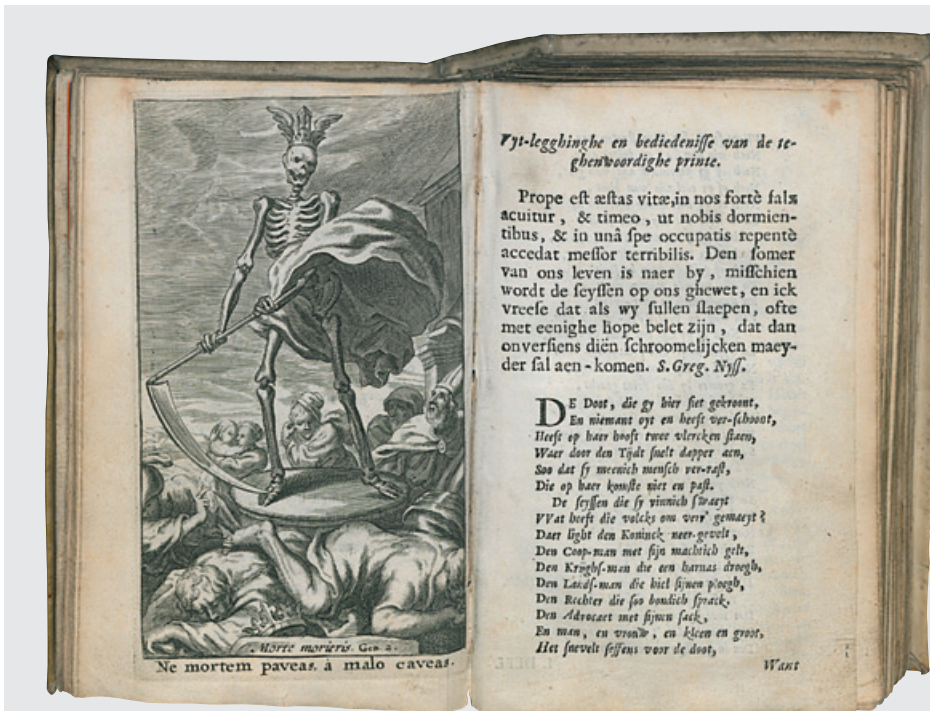 Morte morieris. Gen 2.
Ne mortem paveas, à malo caveas.
Vyt-legghinghe en bediedenisse van de te-
ghenwoordighe printe.
Prope eſt æſtas vitæ, in nos fortè falx
acuitur, & timeo, ut nobis dormien-
tibus, & in unâ ſpe occupatis repentè
accedat meſſor terribilis. Den ſomer
van ons leven is naer by, miſſchien
wordt de ſeyſſen op ons ghewet, en ick
vreeſe dat als wy ſullen ſlaepen, ofte
met eenighe hope belet zijn, dat dan
onverſiens diën ſchroomelijcken maey-
der ſal aen-komen. S. Greg. Nyſſ.
DE Doot, die gy hier ſiet gekroont,
En niemant oyt en heeft ver-ſchoont,
Heeft op haer hooft twee vlercken ſtaen,
Waer door den Tijdt ſnelt dapper aen,
Soo dat ſy meenich menſch ver-raſt,
Die op haer komſte niet en paſt.
De ſeyſſen die ſy vinnich ſwaeyt
VVat heeft die volcks om verr' gemaeyt?
Daer light den Koninck neer-gevelt,
Den Coop-man met ſijn machtich gelt,
Den Krijghſ-man die een harnas droegh,
Den Landſ-man die hiel ſijnen ploegh,
Den Rechter die ſoo bondich ſprack,
Den Advocaet met ſijnen ſack,
En man, en vrouw, en kleen en groot,
Het ſnevelt ſeſſens voor de doot,
Want